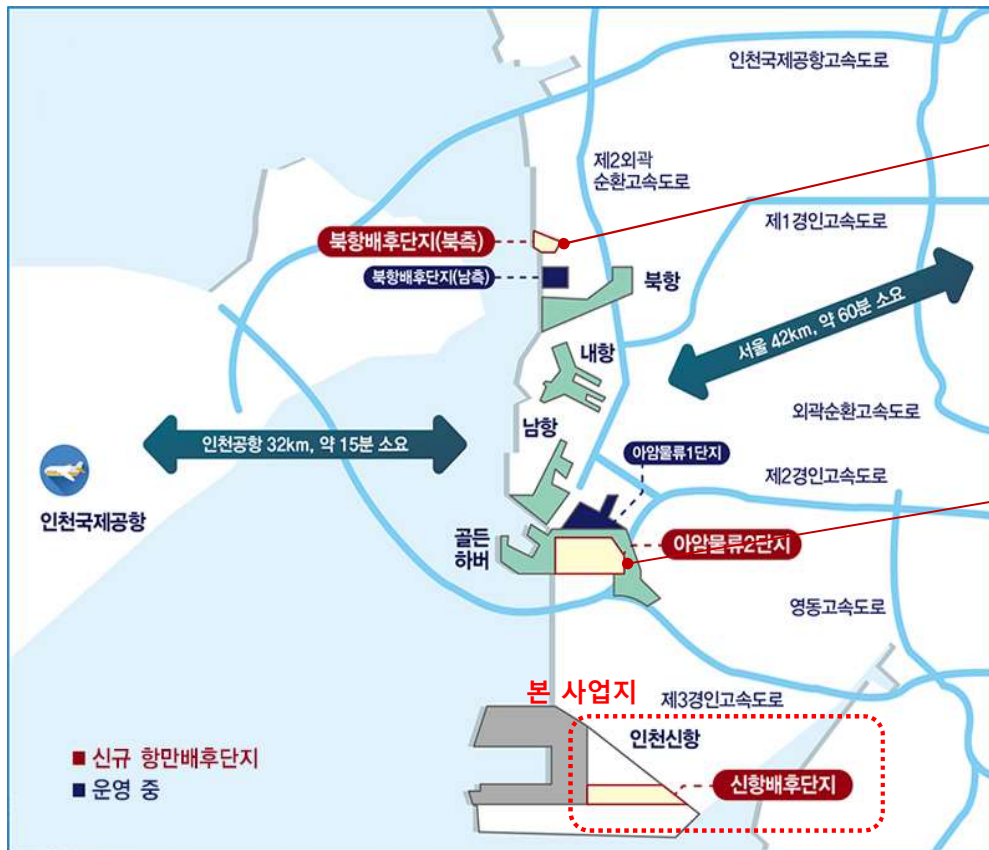 인천국제공항고속도로
제2외곽
순환고속도로
제1경인고속도로
북항배후단지(북측)
북항배후단지(남측)
북항
서울 42km, 약 60분 소요
내항
외곽순환고속도로
남항
인천공항 32km, 약 15분 소요
아암물류1단지
제2경인고속도로
인천국제공항
골든
하버
아암물류2단지
영동고속도로
본 사업지
제3경인고속도로
인천신항
신규 항만배후단지
운영 중
신항배후단지